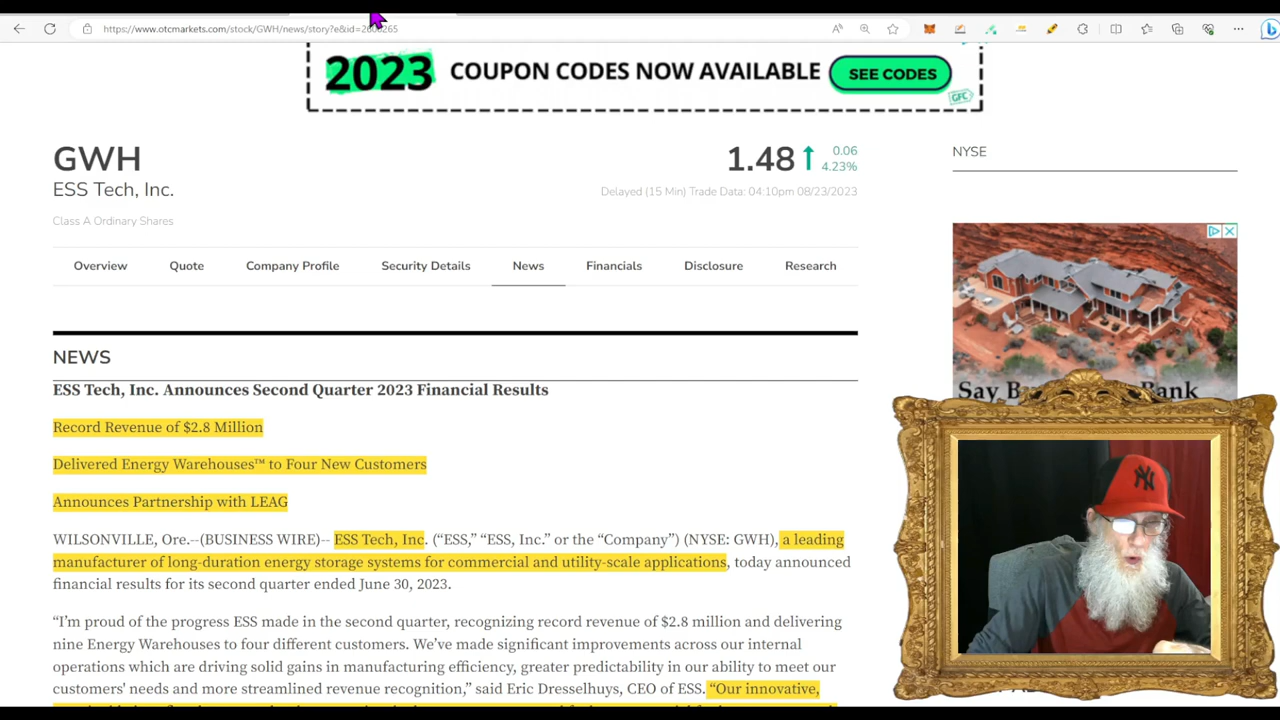 https://www.otcmarkets.com/stock/GWH/news/story?e&id=2
265
2023 COUPON CODES NOW AVAILABLE SEE CODES
GFC
GWH
ESS Tech, Inc.
Class A Ordinary Shares
1.48
0.06
4.23%
Delayed (15 Min) Trade Data: 04:10pm 08/23/2023
NYSE
Overview Quote Company Profile Security Details News Financials Disclosure Research
NEWS
ESS Tech, Inc. Announces Second Quarter 2023 Financial Results
Record Revenue of $2.8 Million
Delivered Energy Warehouses™ to Four New Customers
Announces Partnership with LEAG
WILSONVILLE, Ore.--(BUSINESS WIRE)-- ESS Tech, Inc. (“ESS,” “ESS, Inc.” or the “Company”) (NYSE: GWH), a leading
manufacturer of long-duration energy storage systems for commercial and utility-scale applications, today announced
financial results for its second quarter ended June 30, 2023.
“I’m proud of the progress ESS made in the second quarter, recognizing record revenue of $2.8 million and delivering
nine Energy Warehouses to four different customers. We’ve made significant improvements across our internal
operations which are driving solid gains in manufacturing efficiency, greater predictability in our ability to meet our
customers' needs and more streamlined revenue recognition,” said Eric Dresselhuys, CEO of ESS. “Our innovative,
Say
NY